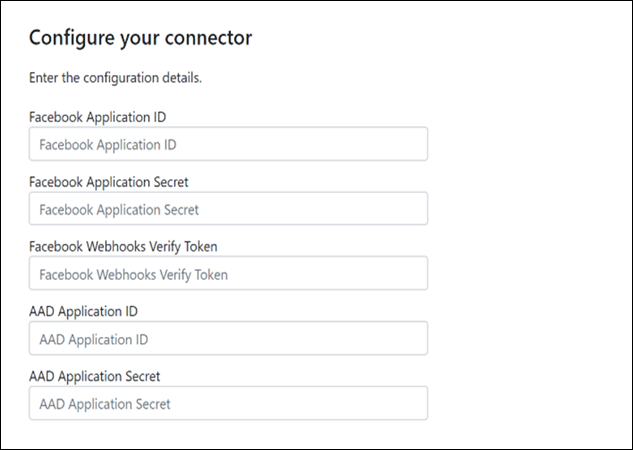 Configure your connector
Enter the configuration details.
Facebook Application ID
Facebook Application ID
Facebook Application Secret
Facebook Application Secret
Facebook Webhooks Verify Token
Facebook Webhooks Verify Token
AAD Application ID
AAD Application ID
AAD Application Secret
AAD Application Secret